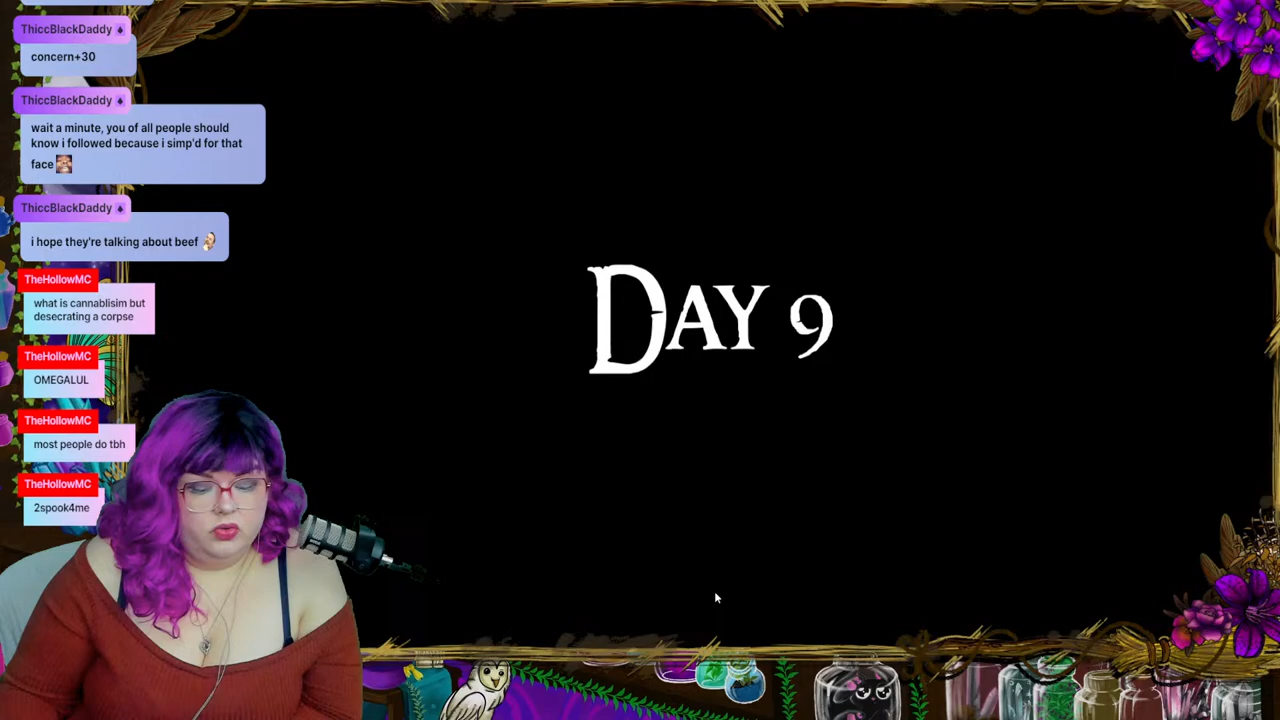 ThiccBlackDaddy
concern+30
ThiccBlackDaddy
wait a minute, you of all people should
know i followed because i simp'd for that
face
ThiccBlackDaddy
i hope they're talking about beef
TheHollowMC
what is cannablisim but
desecrating a corpse
TheHollowMC
OMEGALUL
TheHollowMC
most people do tbh
TheHollowMC
2spook4me
DAY 9